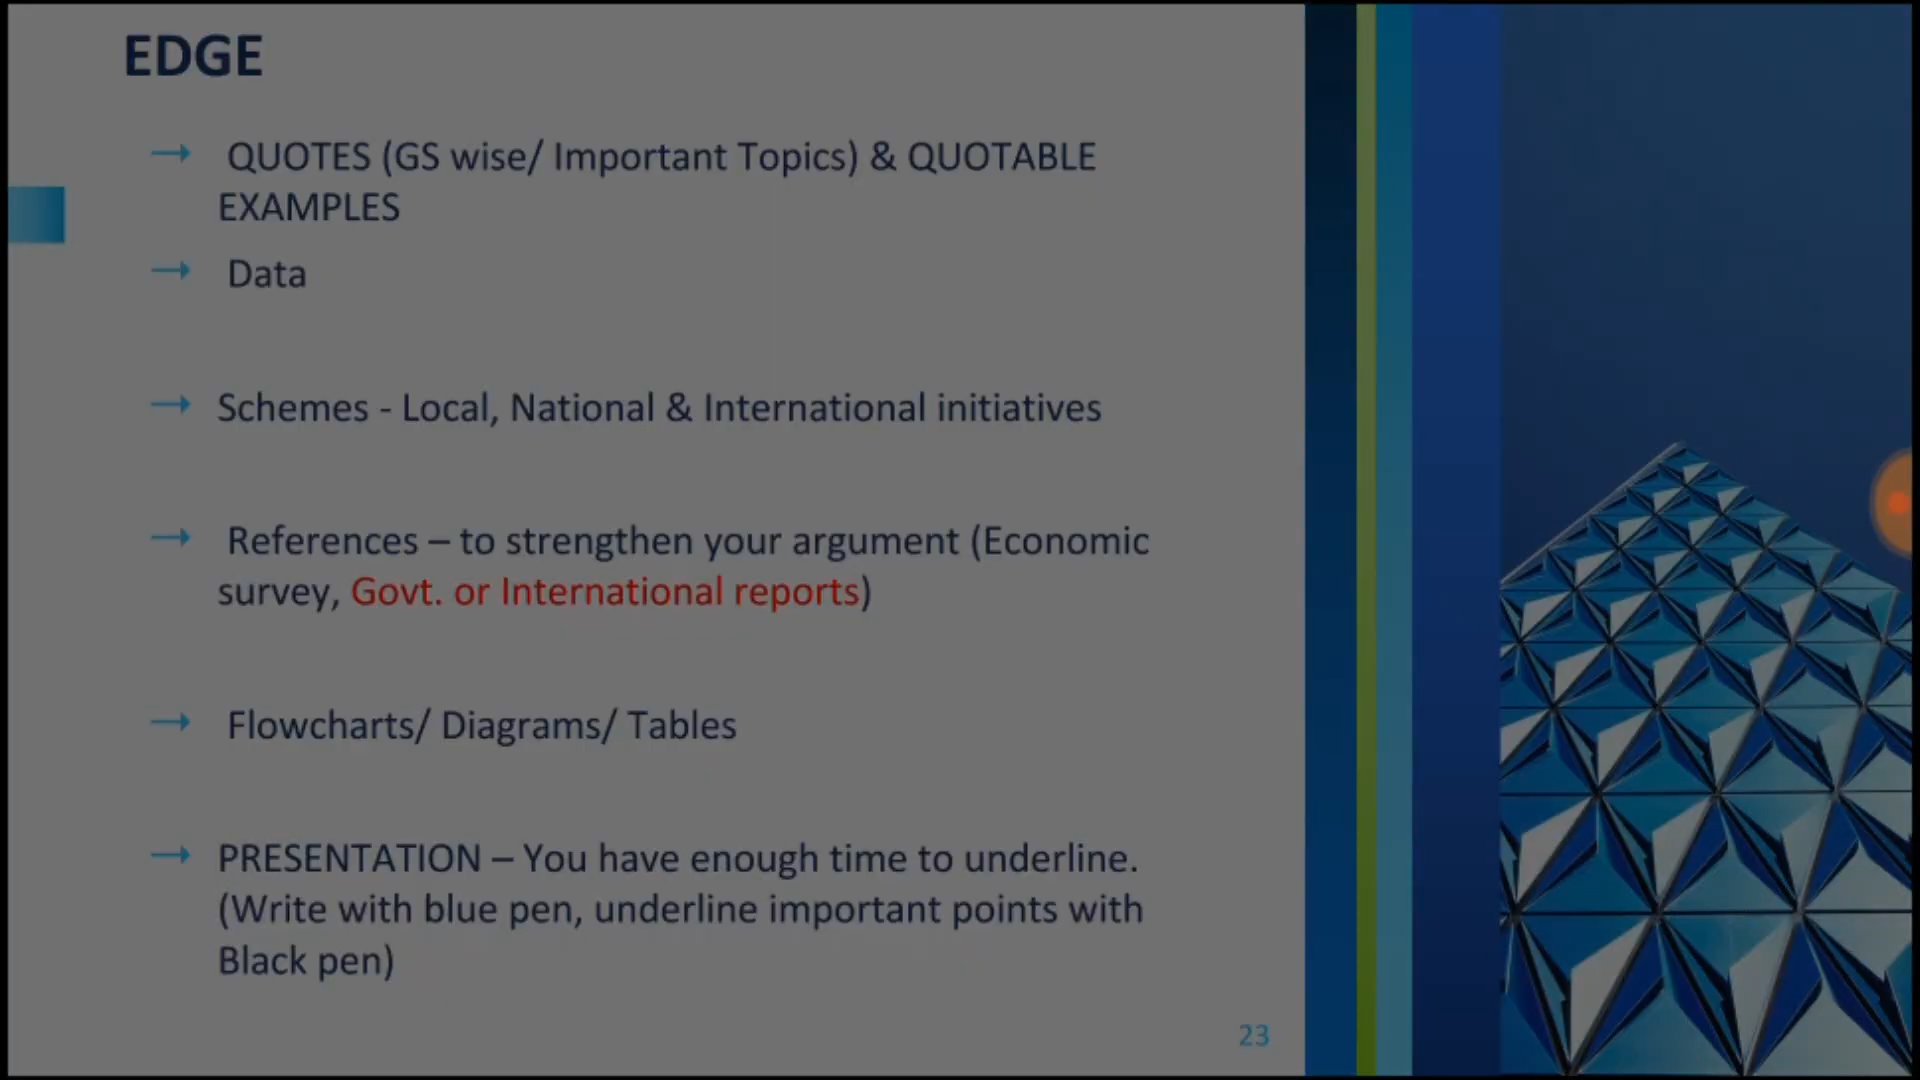 EDGE
→ QUOTES (GS wise/ Important Topics) & QUOTABLE
EXAMPLES
→ Data
→ Schemes - Local, National & International initiatives
→ References – to strengthen your argument (Economic
survey, Govt. or International reports)
→ Flowcharts/ Diagrams/ Tables
→ PRESENTATION – You have enough time to underline.
(Write with blue pen, underline important points with
Black pen)
23